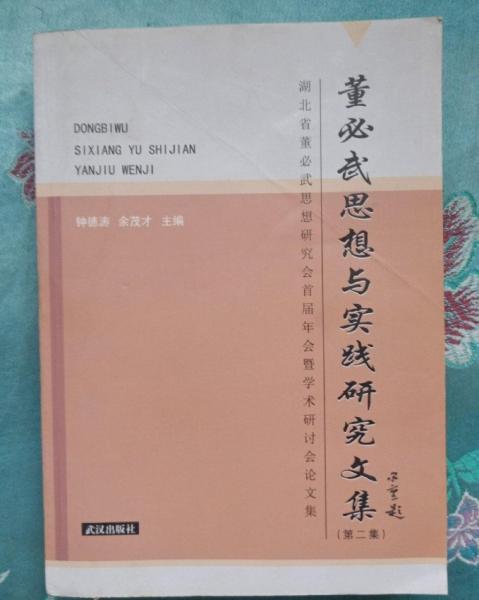 DONGBIWU
SIXIANG YU SHIJIAN
YANJIU WENJI
钟德涛 余茂才 主编
董必武思想与实践研究文集
(第二集)
湖北省董必武思想研究会首届年会暨学术研讨会论文集
武汉出版社